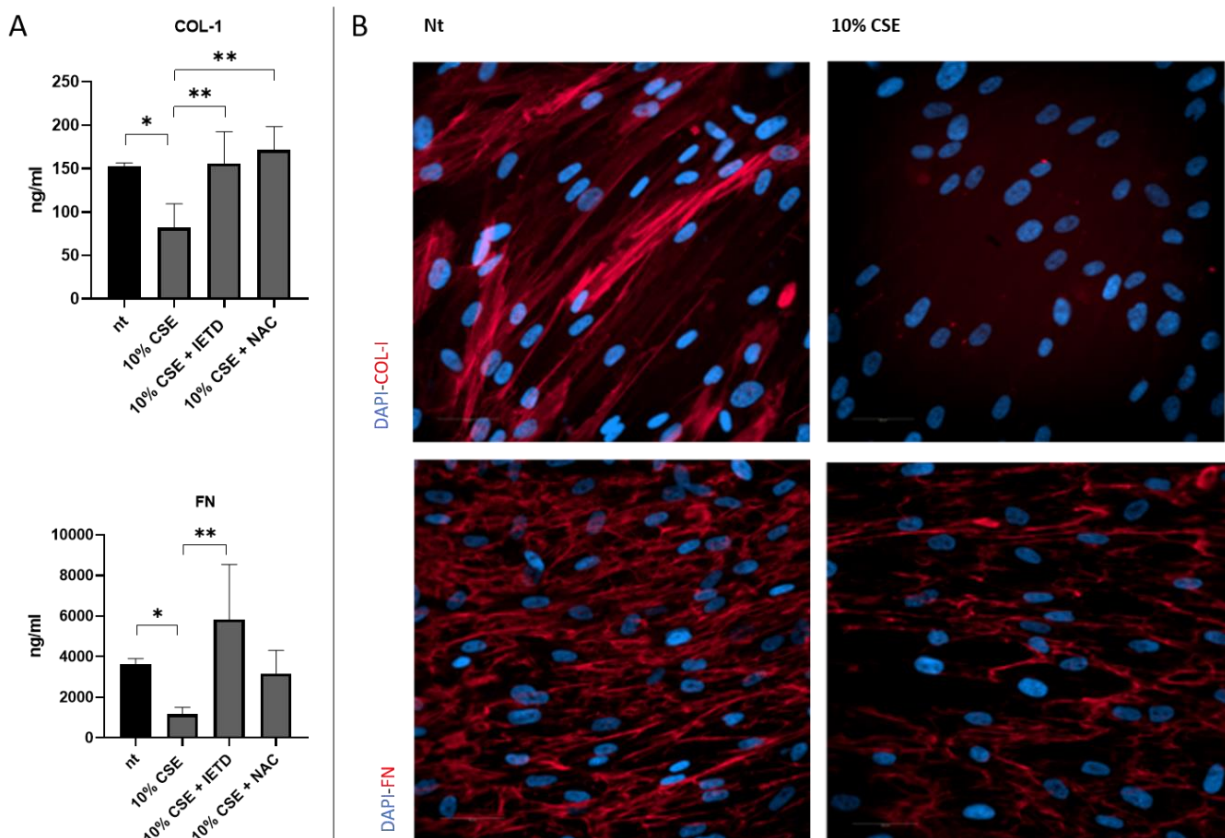 A
COL-1
250
200
150
100
50
0
ng/ml
*
**
**
nt
10% CSE
10% CSE + IETD
10% CSE + NAC
FN
10000
8000
6000
4000
2000
0
ng/ml
*
**
nt
10% CSE
10% CSE + IETD
10% CSE + NAC
B
Nt
10% CSE
DAPI-COL-I
DAPI-FN